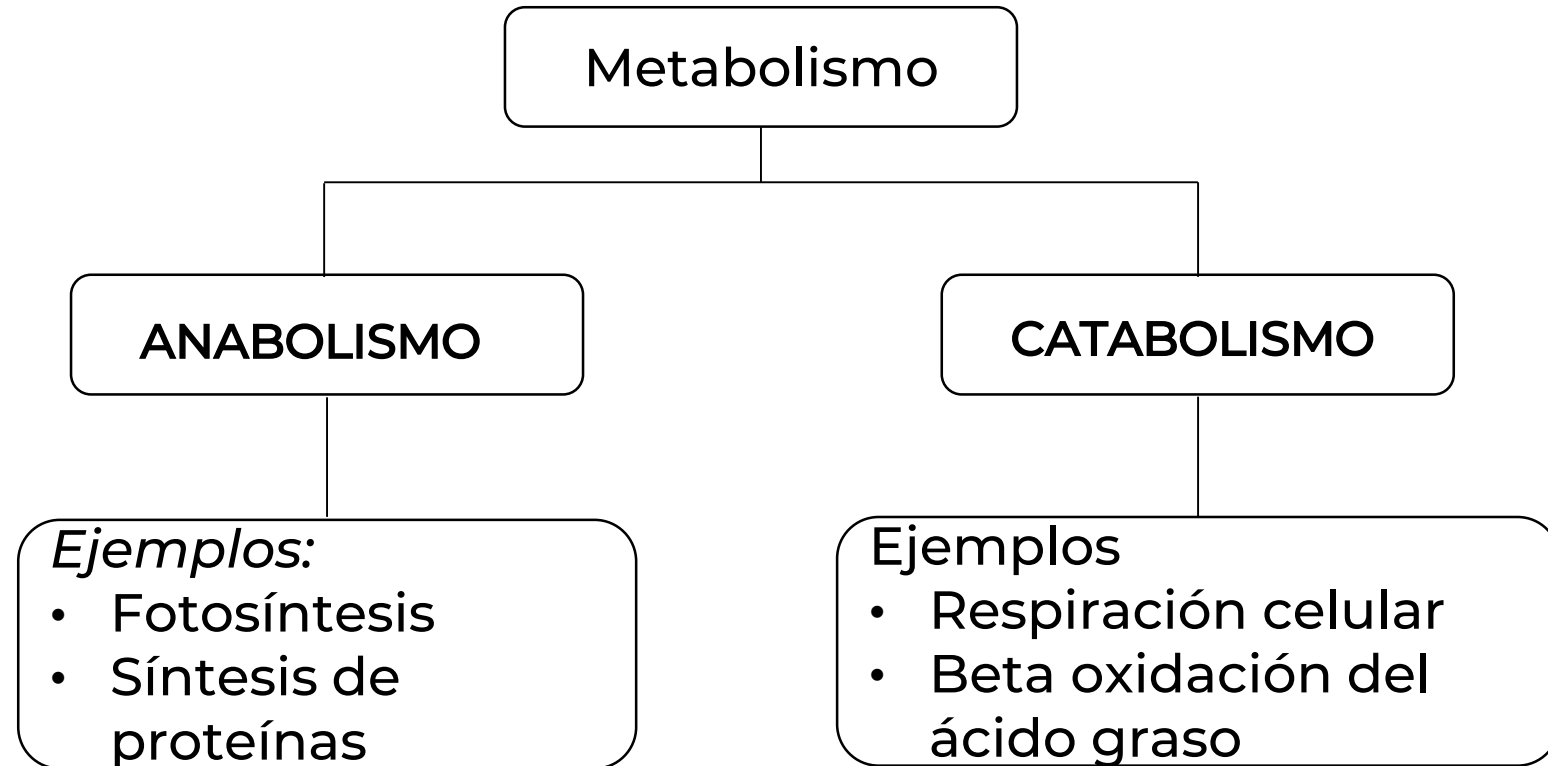 Metabolismo
ANABOLISMO
CATABOLISMO
Ejemplos:
• Fotosíntesis
• Síntesis de
proteínas
Ejemplos
• Respiración celular
• Beta oxidación del
ácido graso